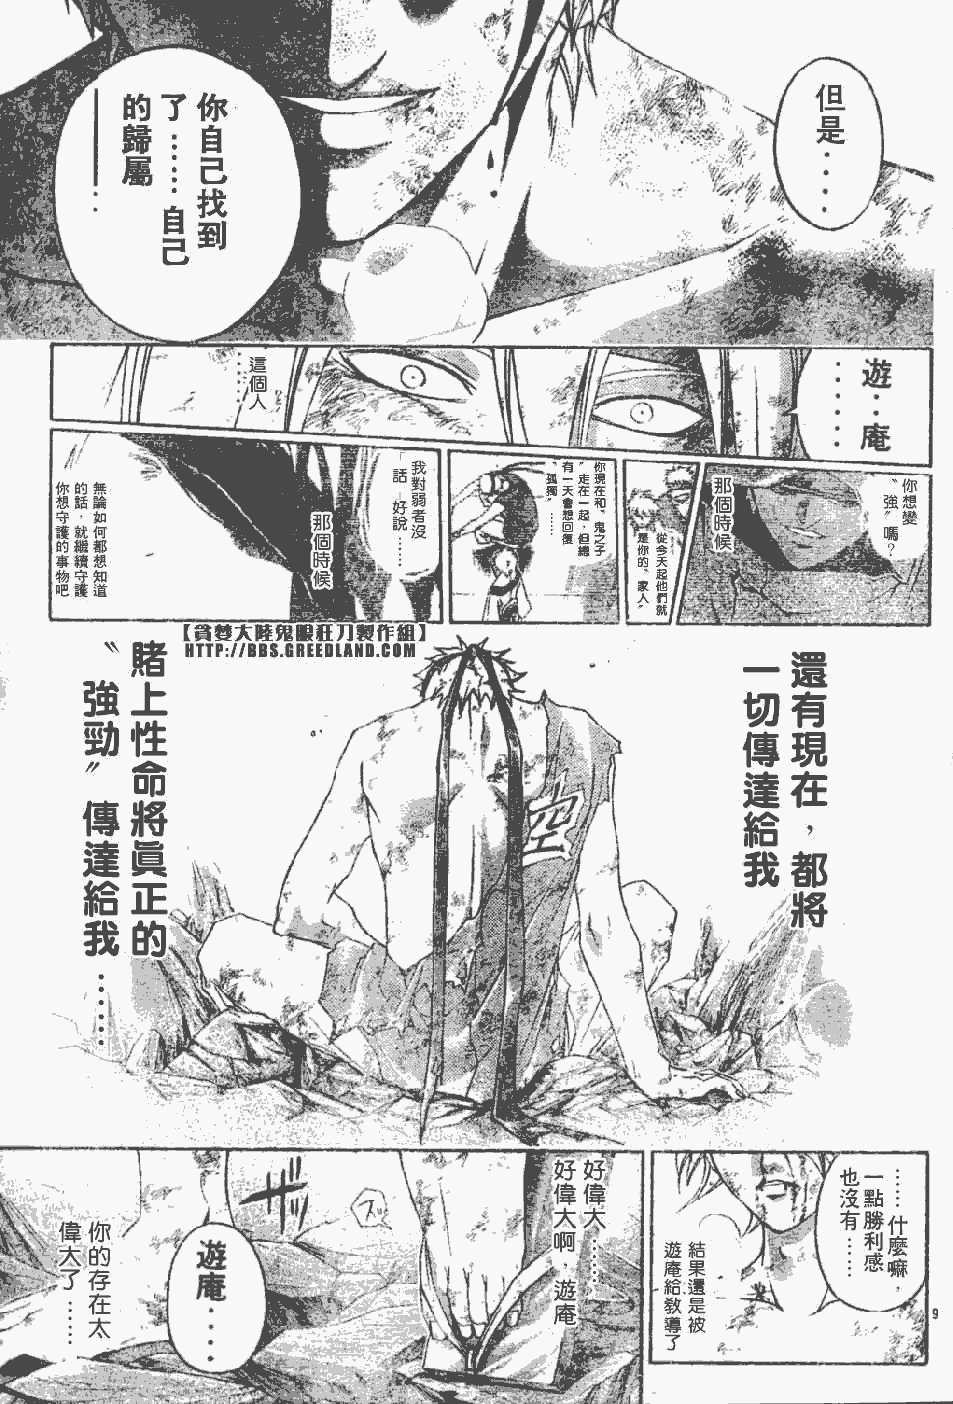 但是‧‧‧‧
你自己找到
了‥‥‥自己
的歸屬
——‥
遊‥庵
‥‥‥‥
這個人
‥‥‥
你想變
〝強〞嗎？
那個時候
從今天起他們就
是你的〝家人〞
你現在和〝鬼之子
〞走在一起，但總
有一天會想回覆
〝孤獨〞……
我對弱者沒
「話」好說
……
那個時候
無論如何都想知道
的話，就繼續守護
你想守護的事物吧
【貪婪大陸鬼眼狂刀製作組】
HTTP://BBS.GREEDLAND.COM
還有現在，都將
一切傳達給我
賭上性命將真正的
〝強勁〞傳達給我
……
空
……什麼嘛，
一點勝利感
也沒有……
結果還是被
遊庵給教導了
好偉大……
好偉大啊，遊庵
遊庵‥‥
你的存在太
偉大了……
9